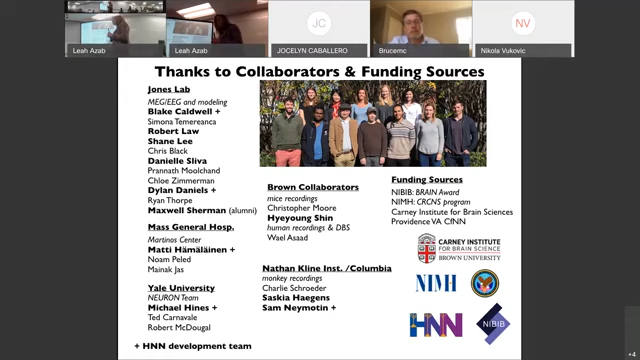 Leah Azab
Leah Azab
JC
JOCELYN CABALLERO
Brucemc
NV
Nikola Vukovic
Thanks to Collaborators & Funding Sources
Jones Lab
MEG/EEG and modeling
Blake Caldwell +
Simona Temereanca
Robert Law
Shane Lee
Chris Black
Danielle Sliva
Prannath Moolchand
Chloe Zimmerman
Dylan Daniels +
Ryan Thorpe
Maxwell Sherman (alumni)
Mass General Hosp.
Martinos Center
Matti Hämäläinen +
Noam Peled
Mainak Jas
Yale University
NEURON Team
Michael Hines +
Ted Carnavale
Robert McDougal
+ HNN development team
Brown Collaborators
mice recordings
Christopher Moore
Hyeyoung Shin
human recordings & DBS
Wael Asaad
Nathan Kline Inst. /Columbia
monkey recordings
Charlie Schroeder
Saskia Haegens
Sam Neymotin +
Funding Sources
NIBIB: BRAIN Award
NIMH: CRCNS program
Carney Institute for Brain Sciences
Providence VA CfNN
CARNEY INSTITUTE
FOR BRAIN SCIENCE
BROWN UNIVERSITY
NIMH
HNN
NIBIB
+4